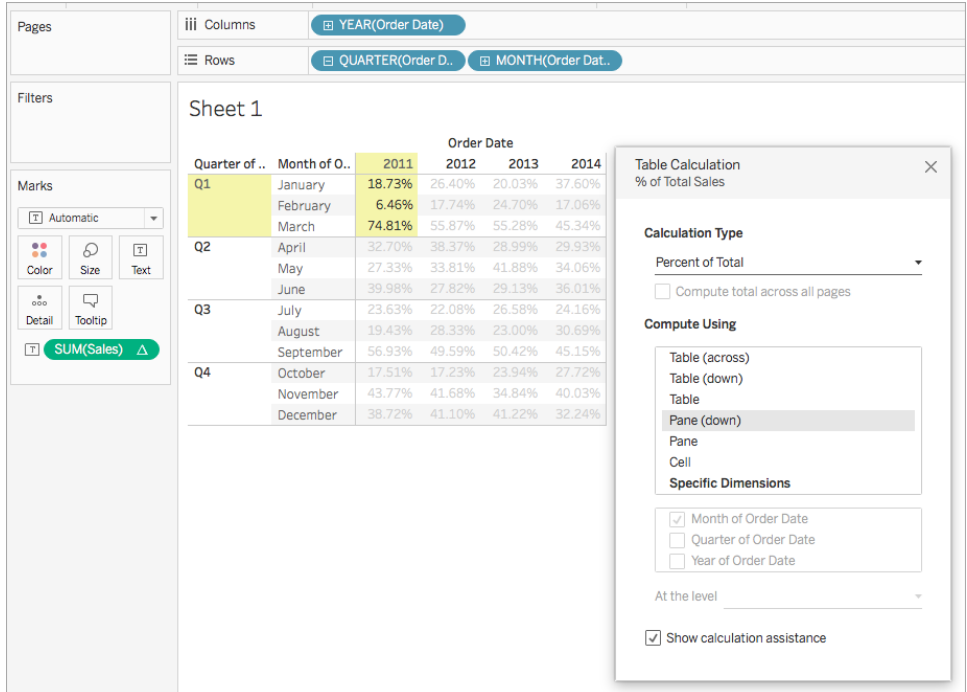 Pages
iii Columns
YEAR(Order Date)
Rows
QUARTER(Order D..
MONTH(Order Dat..
Filters
Marks
T Automatic
Color Size Text
Detail Tooltip
T SUM(Sales) Δ
Sheet 1
Order Date
Quarter of .. Month of O.. 2011 2012 2013 2014
Q1 January 18.73% 26.40% 20.03% 37.60%
February 6.46% 17.74% 24.70% 17.06%
March 74.81% 55.87% 55.28% 45.34%
Q2 April 32.70% 38.37% 28.99% 29.93%
May 27.33% 33.81% 41.88% 34.06%
June 39.98% 27.82% 29.13% 36.01%
Q3 July 23.63% 22.08% 26.58% 24.16%
August 19.43% 28.33% 23.00% 30.69%
September 56.93% 49.59% 50.42% 45.15%
Q4 October 17.51% 17.23% 23.94% 27.72%
November 43.77% 41.68% 34.84% 40.03%
December 38.72% 41.10% 41.22% 32.24%
Table Calculation
% of Total Sales
Calculation Type
Percent of Total
Compute total across all pages
Compute Using
Table (across)
Table (down)
Table
Pane (down)
Pane
Cell
Specific Dimensions
Month of Order Date
Quarter of Order Date
Year of Order Date
At the level
Show calculation assistance